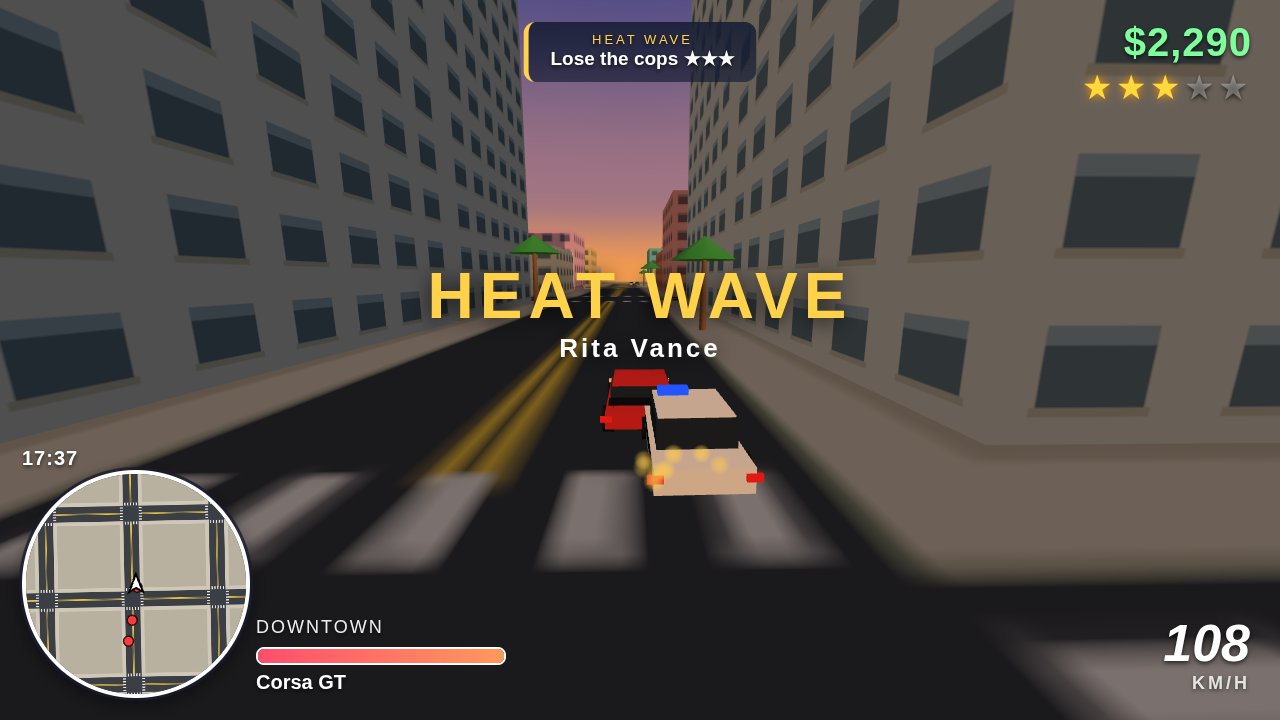 HEAT WAVE
Lose the cops ★★★
$2,290
HEAT WAVE
Rita Vance
17:37
DOWNTOWN
Corsa GT
108
KM/H